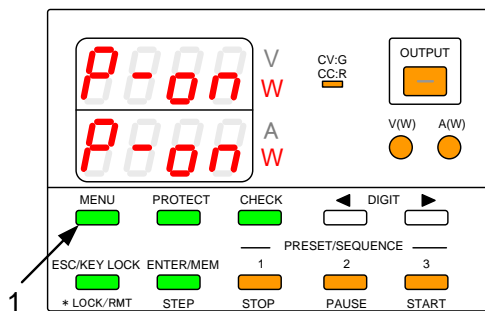 P-on V
W
CV:G
CC:R
OUTPUT
P-on A
W
V(W) A(W)
MENU PROTECT CHECK ◄ DIGIT ►
PRESET/SEQUENCE
ESC/KEY LOCK ENTER/MEM 1 2 3
* LOCK/RMT STEP STOP PAUSE START
1